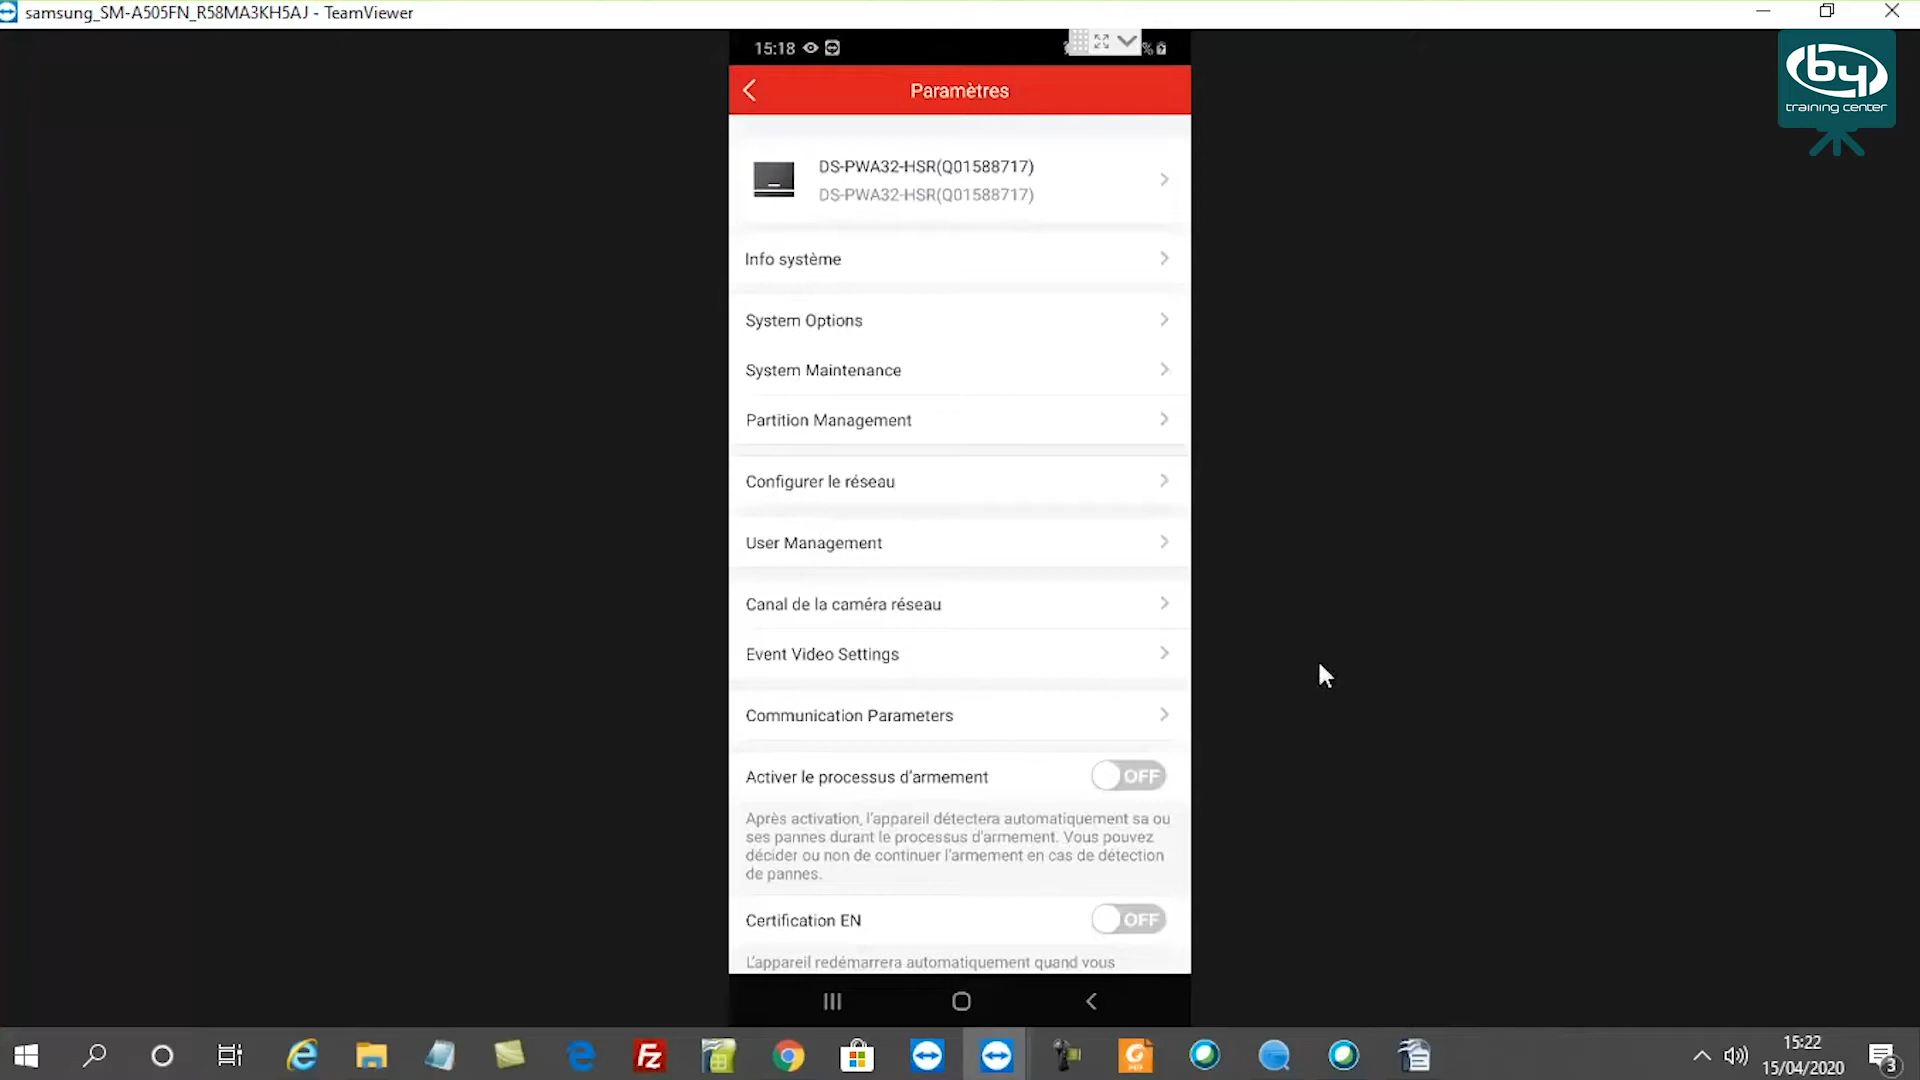 samsung_SM-A505FN_R58MA3KH5AJ - TeamViewer
15:18
%
by
training center
Paramètres
DS-PWA32-HSR(Q01588717)
DS-PWA32-HSR(Q01588717)
Info système
System Options
System Maintenance
Partition Management
Configurer le réseau
User Management
Canal de la caméra réseau
Event Video Settings
Communication Parameters
Activer le processus d'armement
OFF
Après activation, l'appareil détectera automatiquement sa ou
ses pannes durant le processus d'armement. Vous pouvez
décider ou non de continuer l'armement en cas de détection
de pannes.
Certification EN
OFF
L'appareil redémarrera automatiquement quand vous
15:22
15/04/2020
3